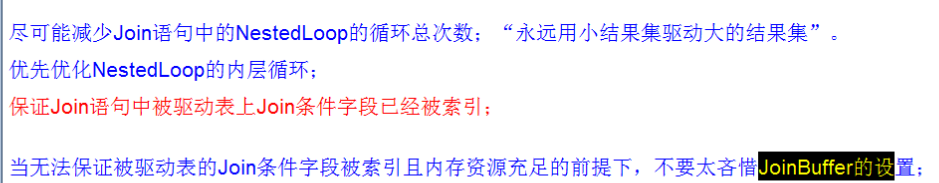 尽可能减少Join语句中的NestedLoop的循环总次数；“永远用小结果集驱动大的结果集”。
优先优化NestedLoop的内层循环；
保证Join语句中被驱动表上Join条件字段已经被索引；
当无法保证被驱动表的Join条件字段被索引且内存资源充足的前提下，不要太吝惜JoinBuffer的设置；